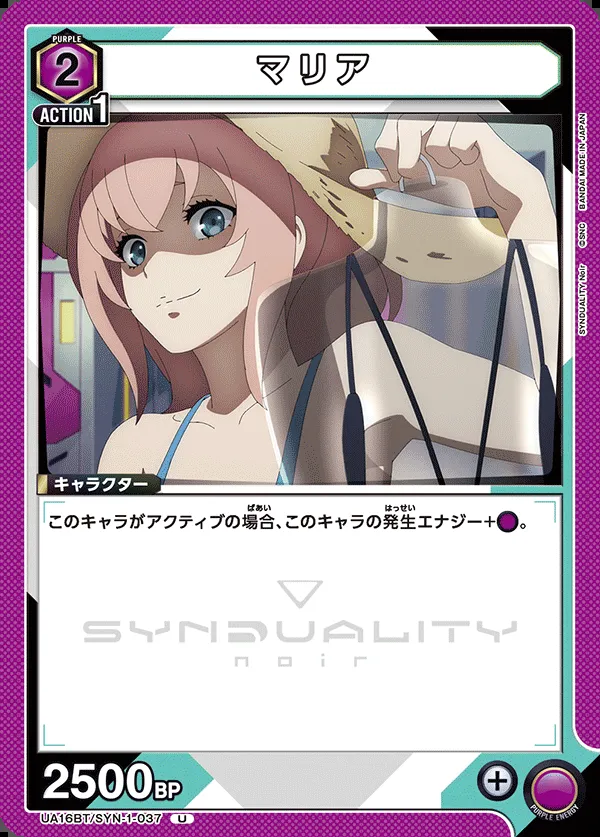 PURPLE
2
ACTION 1
マリア
SYNDUALITY Noir ©SNC BANDAI MADE IN JAPAN
キャラクター
このキャラがアクティブの場合、このキャラの発生エナジー+●。
ばあい
はっせい
SYNDUALITY
noir
2500BP
+
PURPLE ENERGY
UA16BT/SYN-1-037 U